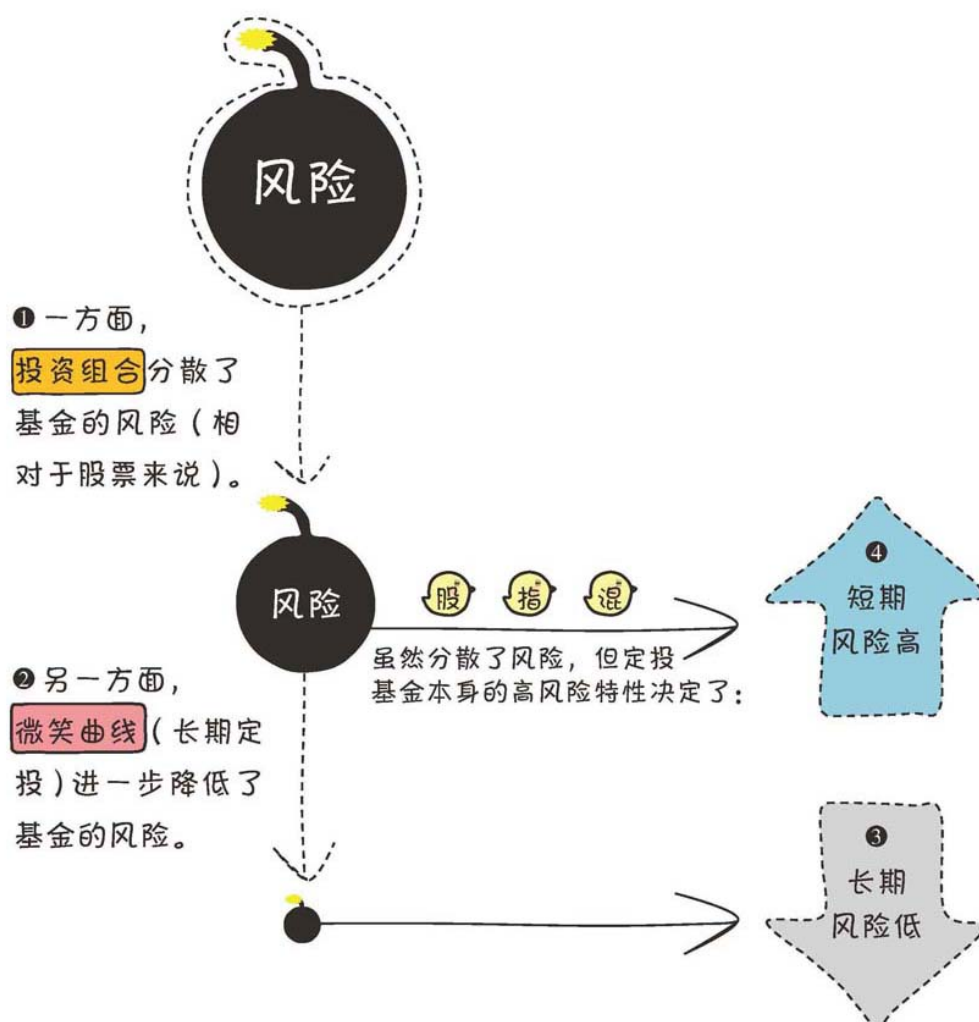 风险
❶一方面，
投资组合分散了
基金的风险（相
对于股票来说）。
风险
股 指 混
虽然分散了风险，但定投
基金本身的高风险特性决定了：
❹
短期
风险高
❷另一方面，
微笑曲线（长期定
投）进一步降低了
基金的风险。
❸
长期
风险低